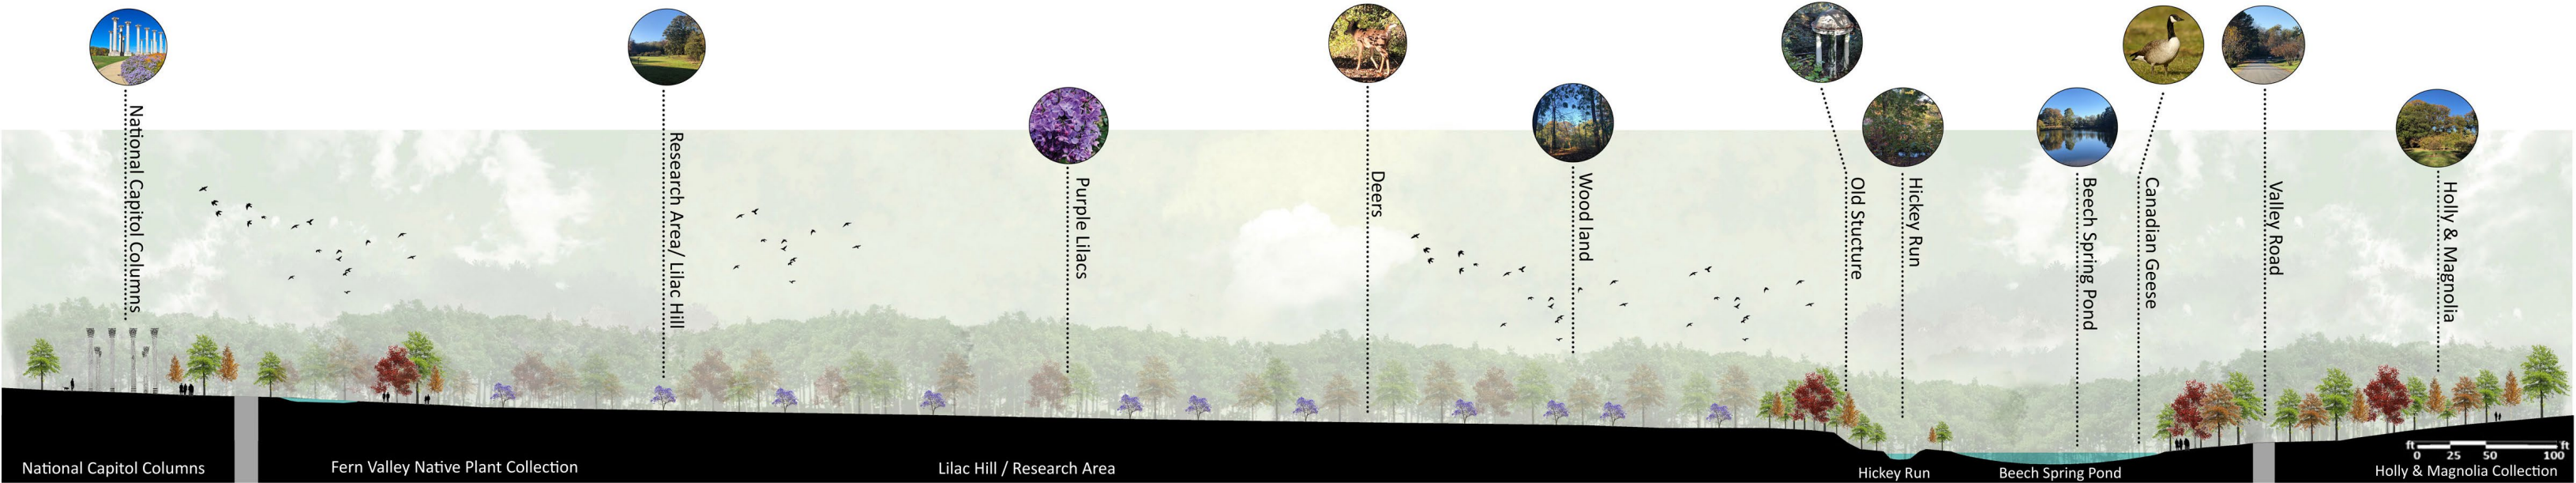 National Capitol Columns
Research Area/ Lilac Hill
Purple Lilacs
Deers
Wood land
Old Stucture
Hickey Run
Beech Spring Pond
Canadian Geese
Valley Road
Holly & Magnolia
National Capitol Columns
Fern Valley Native Plant Collection
Lilac Hill / Research Area
Hickey Run
Beech Spring Pond
ft ft
0 25 50 100
Holly & Magnolia Collection